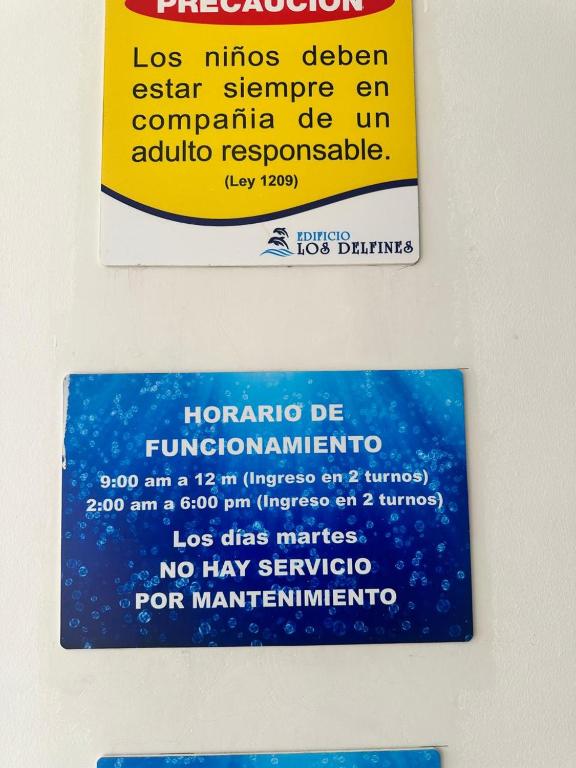 PRECAUCIÓN
Los niños deben
estar siempre en
compañia de un
adulto responsable.
(Ley 1209)
EDIFICIO
LOS DELFINES
HORARIO DE
FUNCIONAMIENTO
9:00 am a 12 m (Ingreso en 2 turnos)
2:00 am a 6:00 pm (Ingreso en 2 turnos)
Los días martes
NO HAY SERVICIO
POR MANTENIMIENTO